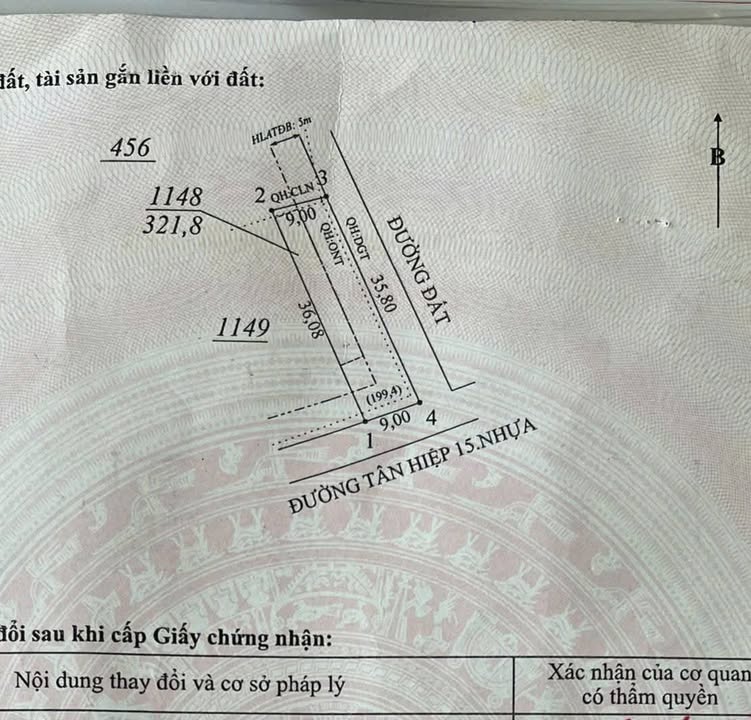 đất, tài sản gắn liền với đất:
HLATĐB: 5m
456
B
1148
321,8
2
QH:CLN
3
9,00
QH:ONT
QH:DGT
35,80
ĐƯỜNG ĐẤT
36,08
1149
(199,4)
9,00
4
1
ĐƯỜNG TÂN HIỆP 15.NHỰA
đổi sau khi cấp Giấy chứng nhận:
Nội dung thay đổi và cơ sở pháp lý
Xác nhận của cơ quan
có thẩm quyền